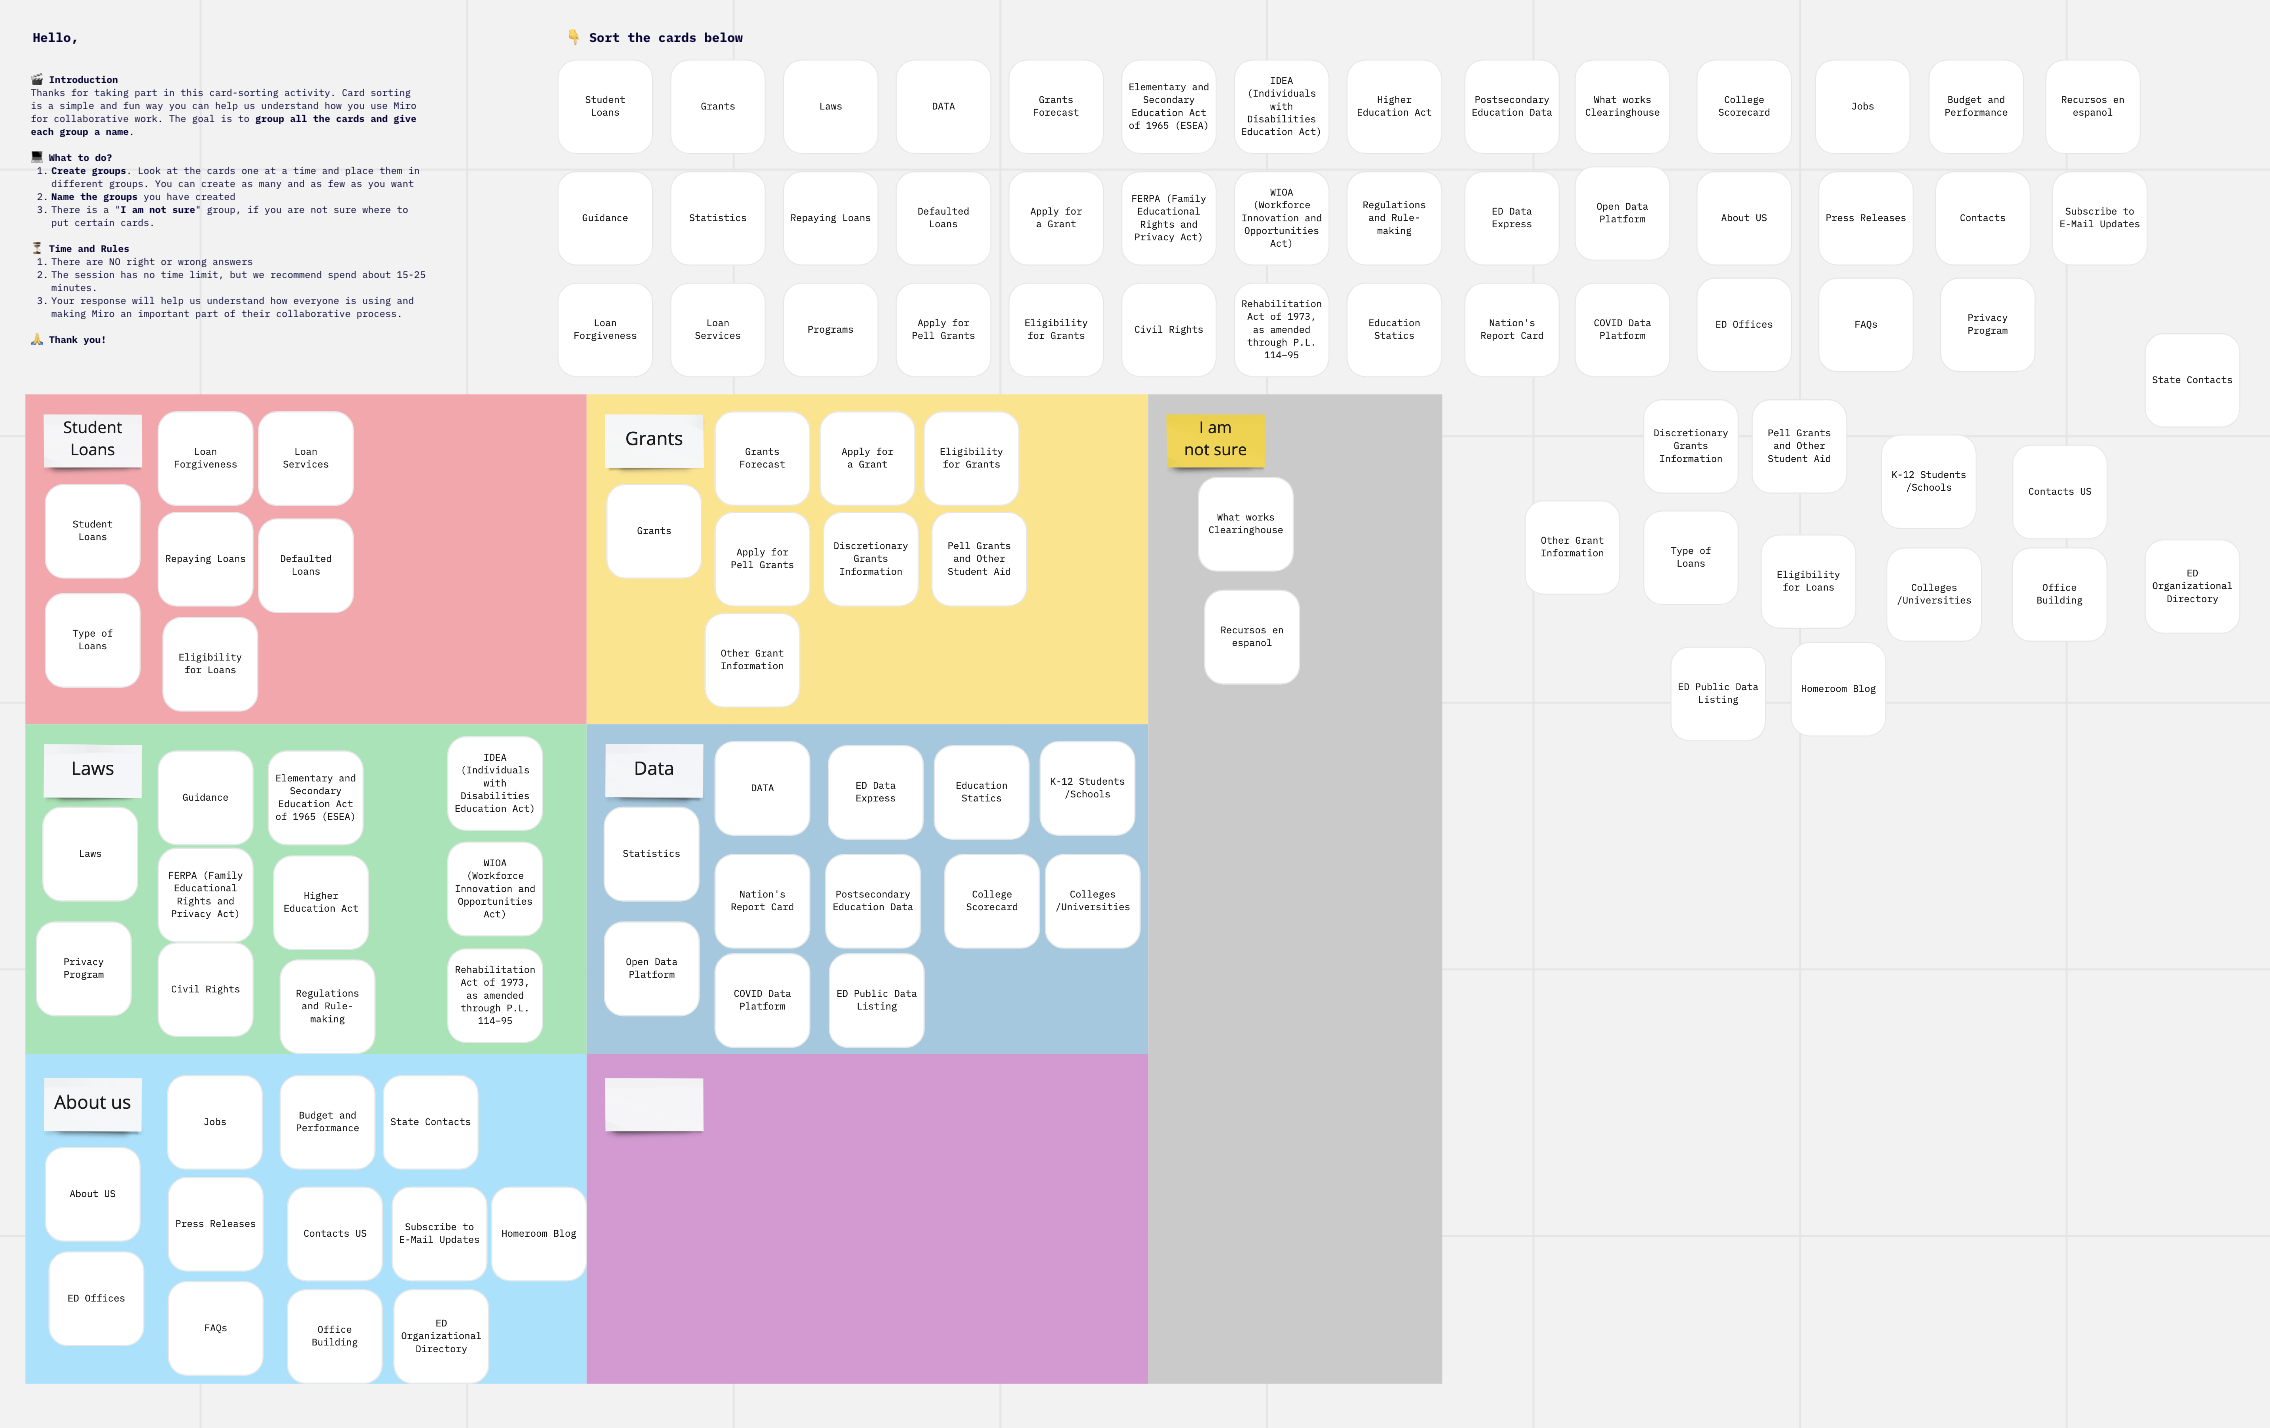 Hello,
Introduction
Thanks for taking part in this card-sorting activity. Card sorting
is a simple and fun way you can help us understand how you use Miro
for collaborative work. The goal is to group all the cards and give
each group a name.
What to do?
1. Create groups. Look at the cards one at a time and place them in
different groups. You can create as many and as few as you want
2. Name the groups you have created
3. There is a "I am not sure" group, if you are not sure where to
put certain cards.
Time and Rules
1. There are NO right or wrong answers
2. The session has no time limit, but we recommend spend about 15-25
minutes.
3. Your response will help us understand how everyone is using and
making Miro an important part of their collaborative process.
Thank you!
Sort the cards below
Student
Loans
Grants
Laws
DATA
Grants
Forecast
Elementary and
Secondary
Education Act
of 1965 (ESEA)
IDEA
(Individuals
with
Disabilities
Education Act)
Higher
Education Act
Postsecondary
Education Data
What works
Clearinghouse
College
Scorecard
Jobs
Budget and
Performance
Recursos en
espanol
Guidance
Statistics
Repaying Loans
Defaulted
Loans
Apply for
a Grant
FERPA (Family
Educational
Rights and
Privacy Act)
WIOA
(Workforce
Innovation and
Opportunities
Act)
Regulations
and Rule-
making
ED Data
Express
Open Data
Platform
About US
Press Releases
Contacts
Subscribe to
E-Mail Updates
Loan
Forgiveness
Loan
Services
Programs
Apply for
Pell Grants
Eligibility
for Grants
Civil Rights
Rehabilitation
Act of 1973,
as amended
through P.L.
114–95
Education
Statics
Nation's
Report Card
COVID Data
Platform
ED Offices
FAQs
Privacy
Program
State Contacts
Discretionary
Grants
Information
Pell Grants
and Other
Student Aid
K-12 Students
/Schools
Contacts US
Other Grant
Information
Type of
Loans
Eligibility
for Loans
Colleges
/Universities
Office
Building
ED
Organizational
Directory
ED Public Data
Listing
Homeroom Blog
Student
Loans
Loan
Forgiveness
Loan
Services
Student
Loans
Repaying Loans
Defaulted
Loans
Type of
Loans
Eligibility
for Loans
Grants
Grants
Forecast
Apply for
a Grant
Eligibility
for Grants
Grants
Apply for
Pell Grants
Discretionary
Grants
Information
Pell Grants
and Other
Student Aid
Other Grant
Information
I am
not sure
What works
Clearinghouse
Recursos en
espanol
Laws
Guidance
Elementary and
Secondary
Education Act
of 1965 (ESEA)
IDEA
(Individuals
with
Disabilities
Education Act)
Laws
FERPA (Family
Educational
Rights and
Privacy Act)
Higher
Education Act
WIOA
(Workforce
Innovation and
Opportunities
Act)
Privacy
Program
Civil Rights
Regulations
and Rule-
making
Rehabilitation
Act of 1973,
as amended
through P.L.
114–95
Data
DATA
ED Data
Express
Education
Statics
K-12 Students
/Schools
Statistics
Nation's
Report Card
Postsecondary
Education Data
College
Scorecard
Colleges
/Universities
Open Data
Platform
COVID Data
Platform
ED Public Data
Listing
About us
Jobs
Budget and
Performance
State Contacts
About US
Press Releases
Contacts US
Subscribe to
E-Mail Updates
Homeroom Blog
ED Offices
FAQs
Office
Building
ED
Organizational
Directory